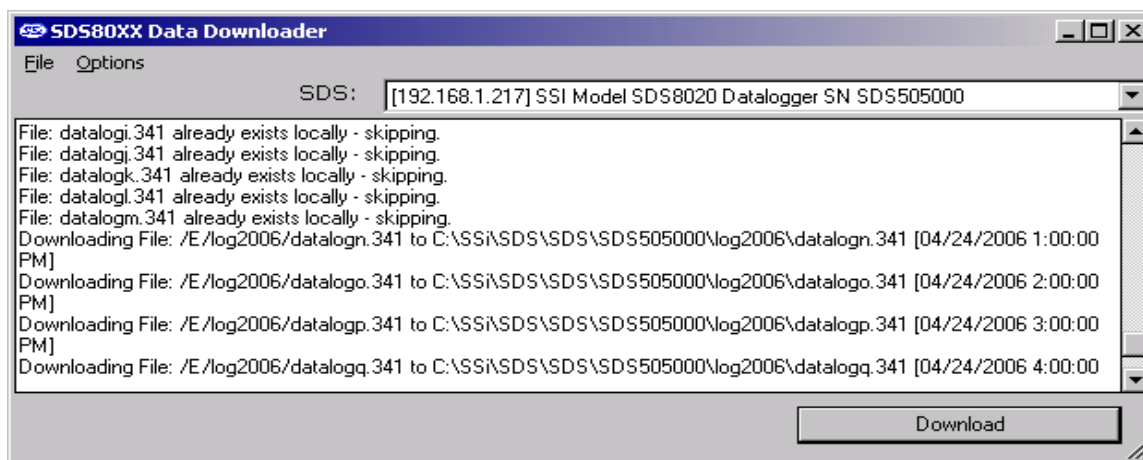 SDS80XX Data Downloader
File Options
SDS: [192.168.1.217] SSI Model SDS8020 Datalogger SN SDS505000
File: datalogi.341 already exists locally - skipping.
File: datalogj.341 already exists locally - skipping.
File: datalogk.341 already exists locally - skipping.
File: datalogl.341 already exists locally - skipping.
File: datalogm.341 already exists locally - skipping.
Downloading File: /E/log2006/datalogn.341 to C:\SSi\SDS\SDS\SDS505000\log2006\datalogn.341 [04/24/2006 1:00:00
PM]
Downloading File: /E/log2006/datalogo.341 to C:\SSi\SDS\SDS\SDS505000\log2006\datalogo.341 [04/24/2006 2:00:00
PM]
Downloading File: /E/log2006/datalogp.341 to C:\SSi\SDS\SDS\SDS505000\log2006\datalogp.341 [04/24/2006 3:00:00
PM]
Downloading File: /E/log2006/datalogq.341 to C:\SSi\SDS\SDS\SDS505000\log2006\datalogq.341 [04/24/2006 4:00:00
Download